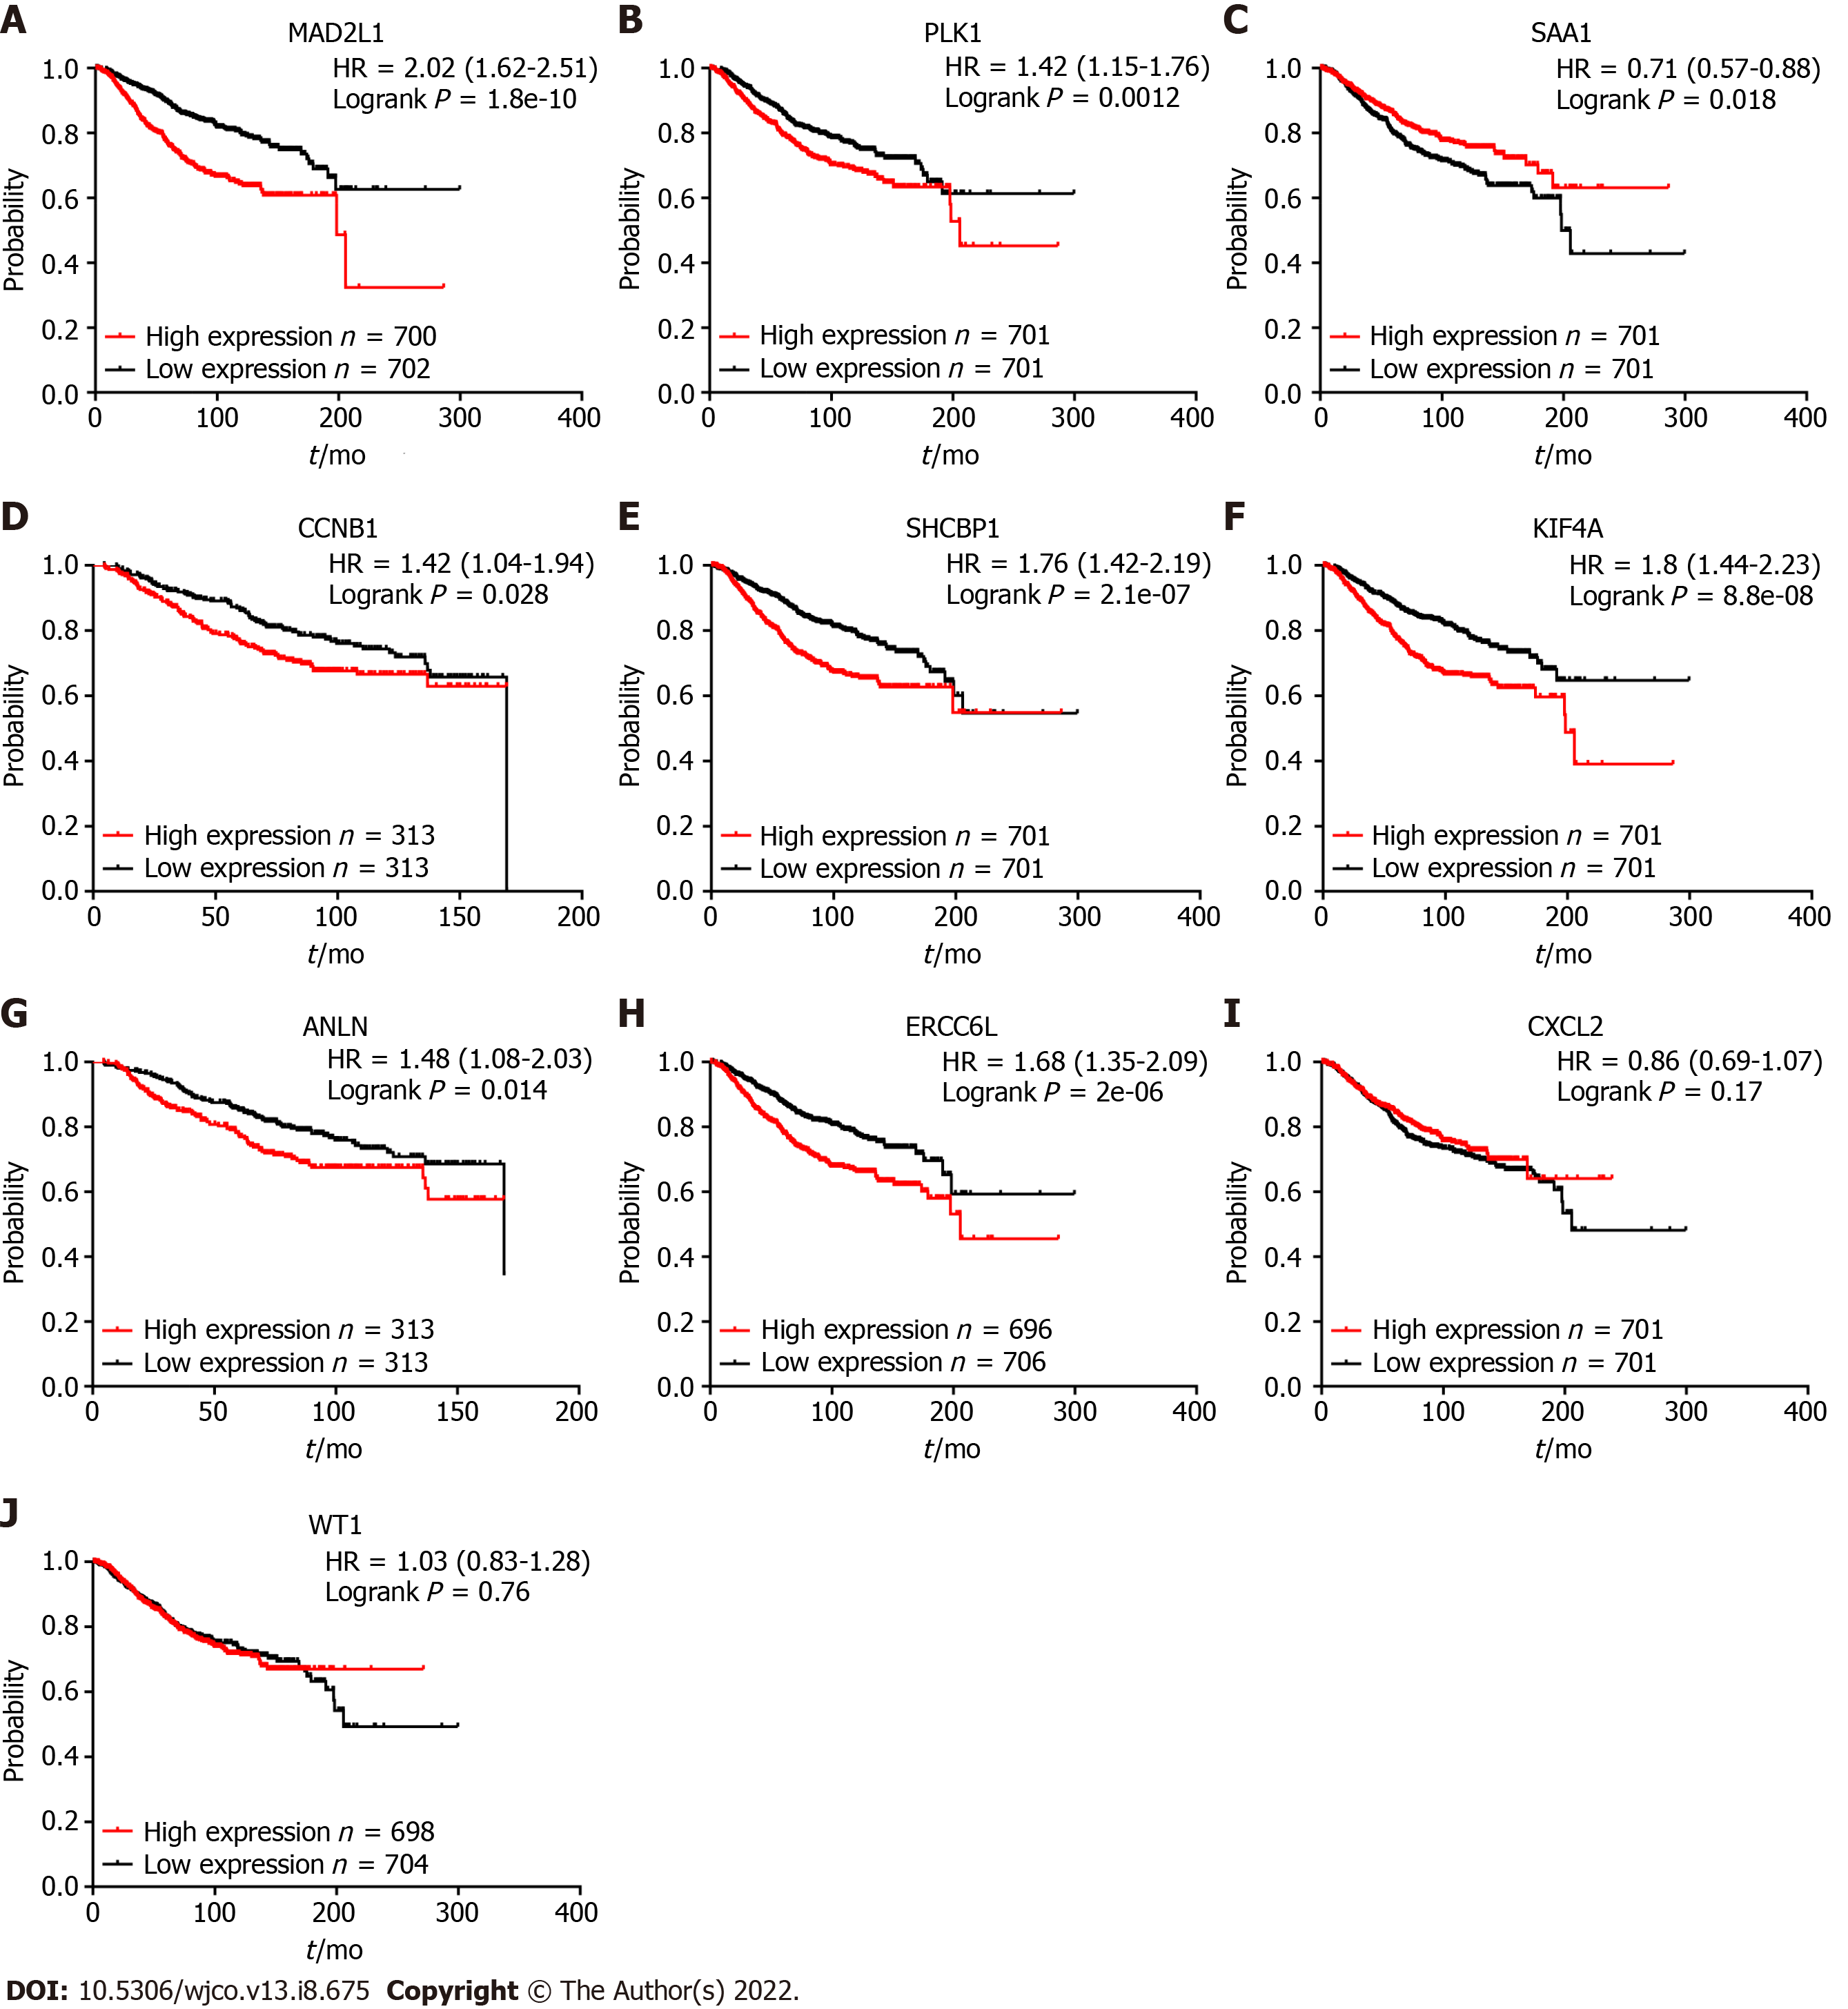 A
MAD2L1
HR = 2.02 (1.62-2.51)
Logrank P = 1.8e-10
Probability
1.0
0.8
0.6
0.4
0.2
0.0
High expression n = 700
Low expression n = 702
0 100 200 300 400
t/mo
B
PLK1
HR = 1.42 (1.15-1.76)
Logrank P = 0.0012
Probability
1.0
0.8
0.6
0.4
0.2
0.0
High expression n = 701
Low expression n = 701
0 100 200 300 400
t/mo
C
SAA1
HR = 0.71 (0.57-0.88)
Logrank P = 0.018
Probability
1.0
0.8
0.6
0.4
0.2
0.0
High expression n = 701
Low expression n = 701
0 100 200 300 400
t/mo
D
CCNB1
HR = 1.42 (1.04-1.94)
Logrank P = 0.028
Probability
1.0
0.8
0.6
0.4
0.2
0.0
High expression n = 313
Low expression n = 313
0 50 100 150 200
t/mo
E
SHCBP1
HR = 1.76 (1.42-2.19)
Logrank P = 2.1e-07
Probability
1.0
0.8
0.6
0.4
0.2
0.0
High expression n = 701
Low expression n = 701
0 100 200 300 400
t/mo
F
KIF4A
HR = 1.8 (1.44-2.23)
Logrank P = 8.8e-08
Probability
1.0
0.8
0.6
0.4
0.2
0.0
High expression n = 701
Low expression n = 701
0 100 200 300 400
t/mo
G
ANLN
HR = 1.48 (1.08-2.03)
Logrank P = 0.014
Probability
1.0
0.8
0.6
0.4
0.2
0.0
High expression n = 313
Low expression n = 313
0 50 100 150 200
t/mo
H
ERCC6L
HR = 1.68 (1.35-2.09)
Logrank P = 2e-06
Probability
1.0
0.8
0.6
0.4
0.2
0.0
High expression n = 696
Low expression n = 706
0 100 200 300 400
t/mo
I
CXCL2
HR = 0.86 (0.69-1.07)
Logrank P = 0.17
Probability
1.0
0.8
0.6
0.4
0.2
0.0
High expression n = 701
Low expression n = 701
0 100 200 300 400
t/mo
J
WT1
HR = 1.03 (0.83-1.28)
Logrank P = 0.76
Probability
1.0
0.8
0.6
0.4
0.2
0.0
High expression n = 698
Low expression n = 704
0 100 200 300 400
t/mo
DOI: 10.5306/wjco.v13.i8.675 Copyright © The Author(s) 2022.